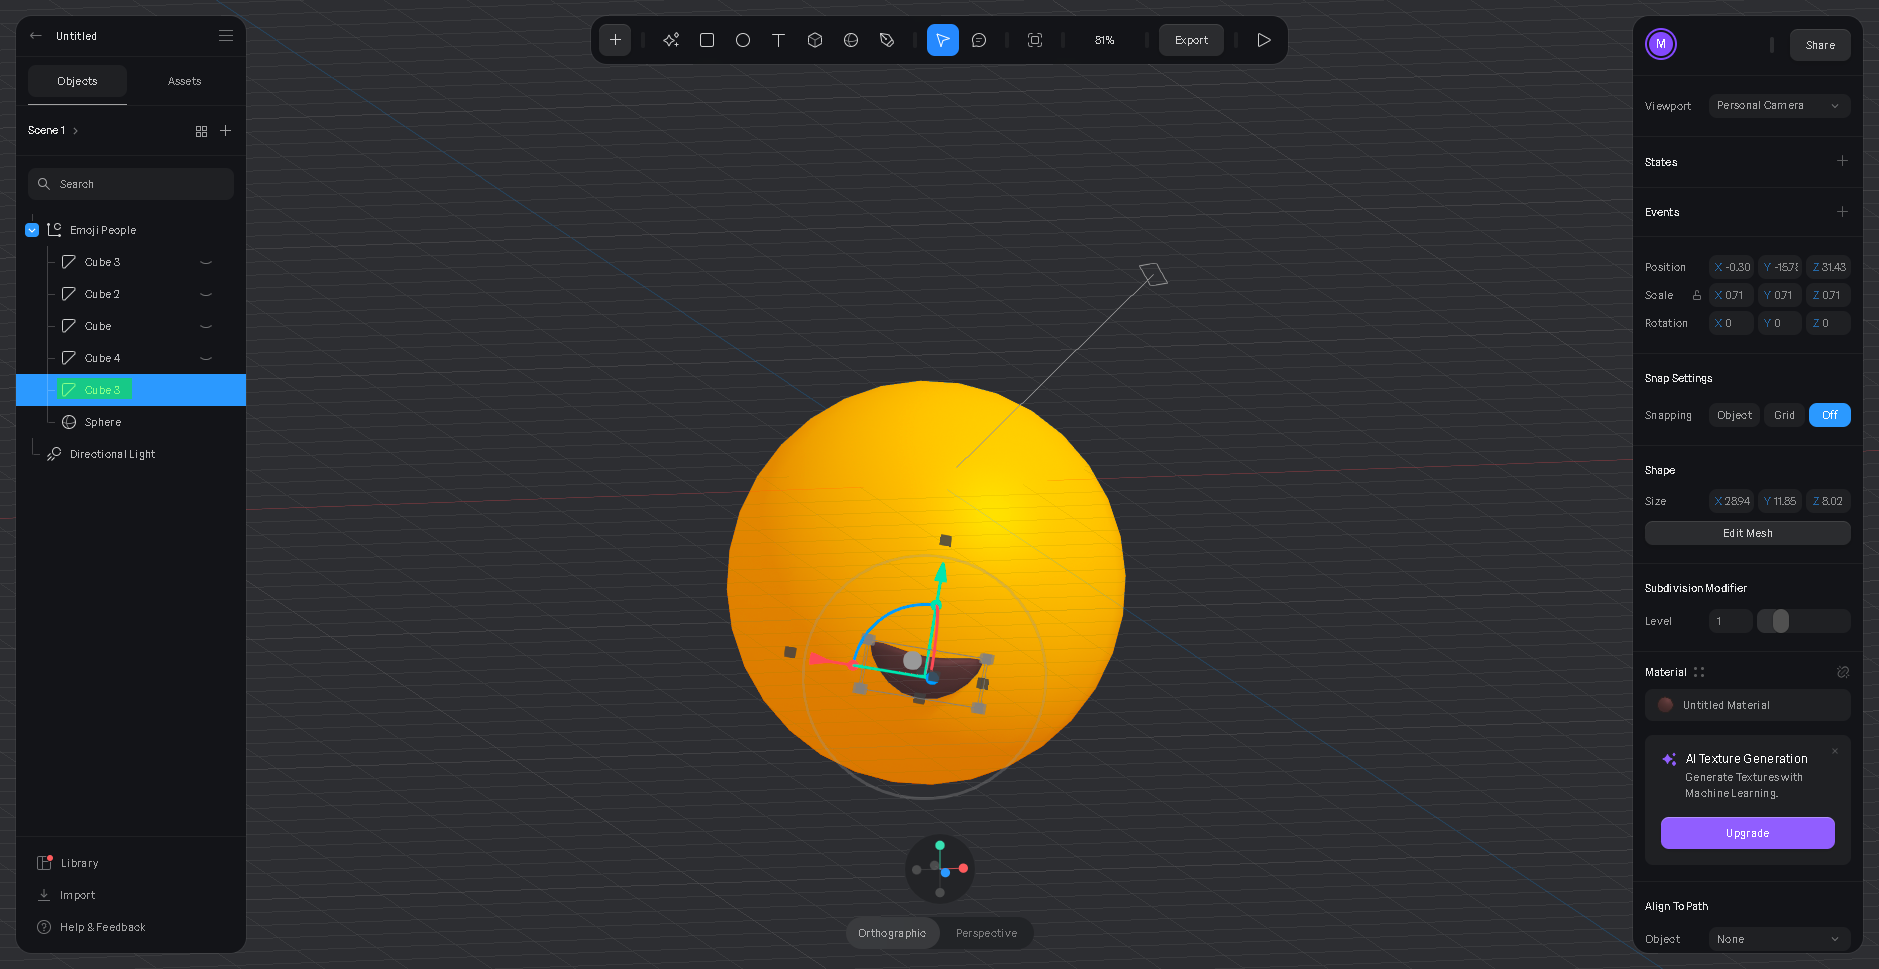 Untitled
Objects
Assets
Scene 1
Search
Emoji People
Cube 3
Cube 2
Cube
Cube 4
Cube 3
Sphere
Directional Light
Library
Import
Help & Feedback
31%
Export
Orthographic
Perspective
M
Share
Viewport
Personal Camera
States
Events
Position X -0.30 Y -15.78 Z 31.43
Scale X 0.71 Y 0.71 Z 0.71
Rotation X 0 Y 0 Z 0
Snap Settings
Snapping Object Grid Off
Shape
Size X 28.94 Y 11.85 Z 8.02
Edit Mesh
Subdivision Modifier
Level 1
Material
Untitled Material
AI Texture Generation
Generate Textures with
Machine Learning.
Upgrade
Align To Path
Object None